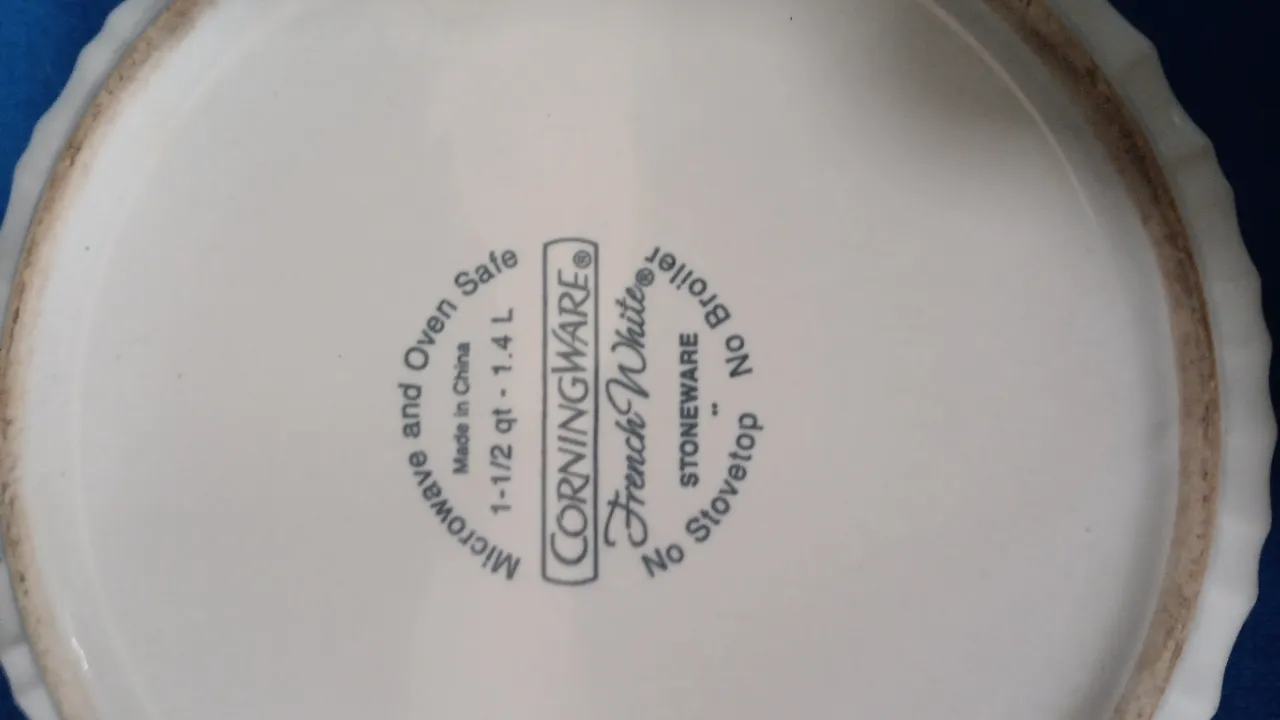 Microwave and Oven Safe
Made in China
1-1/2 qt - 1.4 L
CORNINGWARE®
French White®
STONEWARE
No Stovetop No Broiler